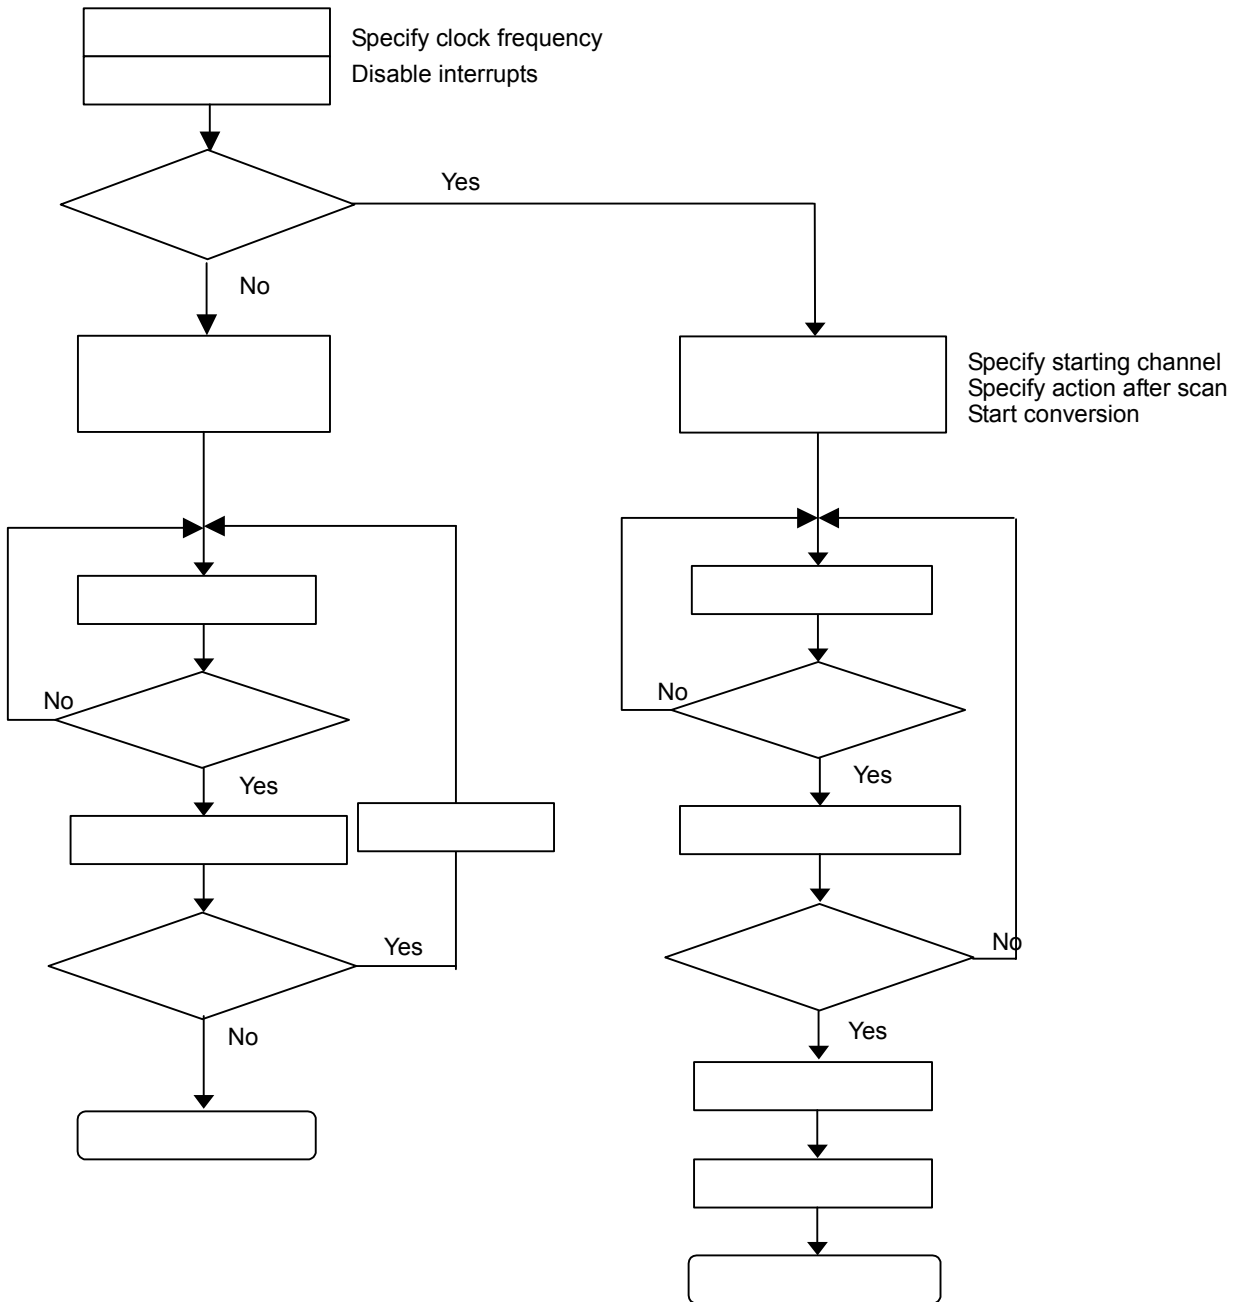 Specify clock frequency
Disable interrupts
Yes
No
Specify starting channel
Specify action after scan
Start conversion
No
No
Yes
Yes
Yes
No
No
Yes